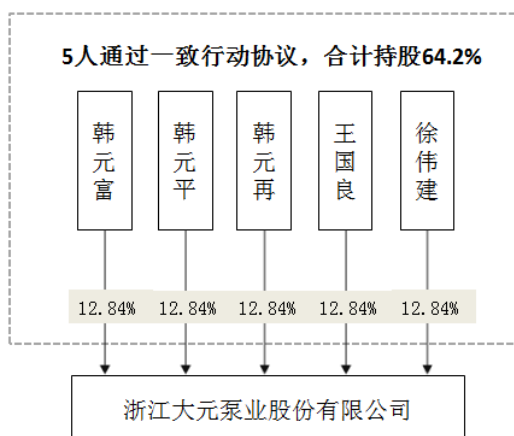 5人通过一致行动协议，合计持股64.2%
韩元富
韩元平
韩元再
王国良
徐伟建
12.84% 12.84% 12.84% 12.84% 12.84%
浙江大元泵业股份有限公司